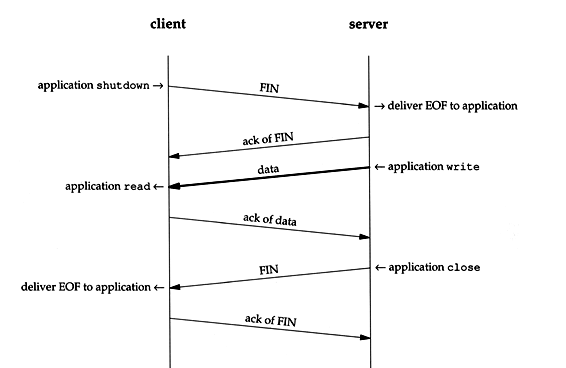 client
server
application shutdown →
FIN
→ deliver EOF to application
ack of FIN
data
← application write
application read ←
ack of data
FIN
← application close
deliver EOF to application ←
ack of FIN